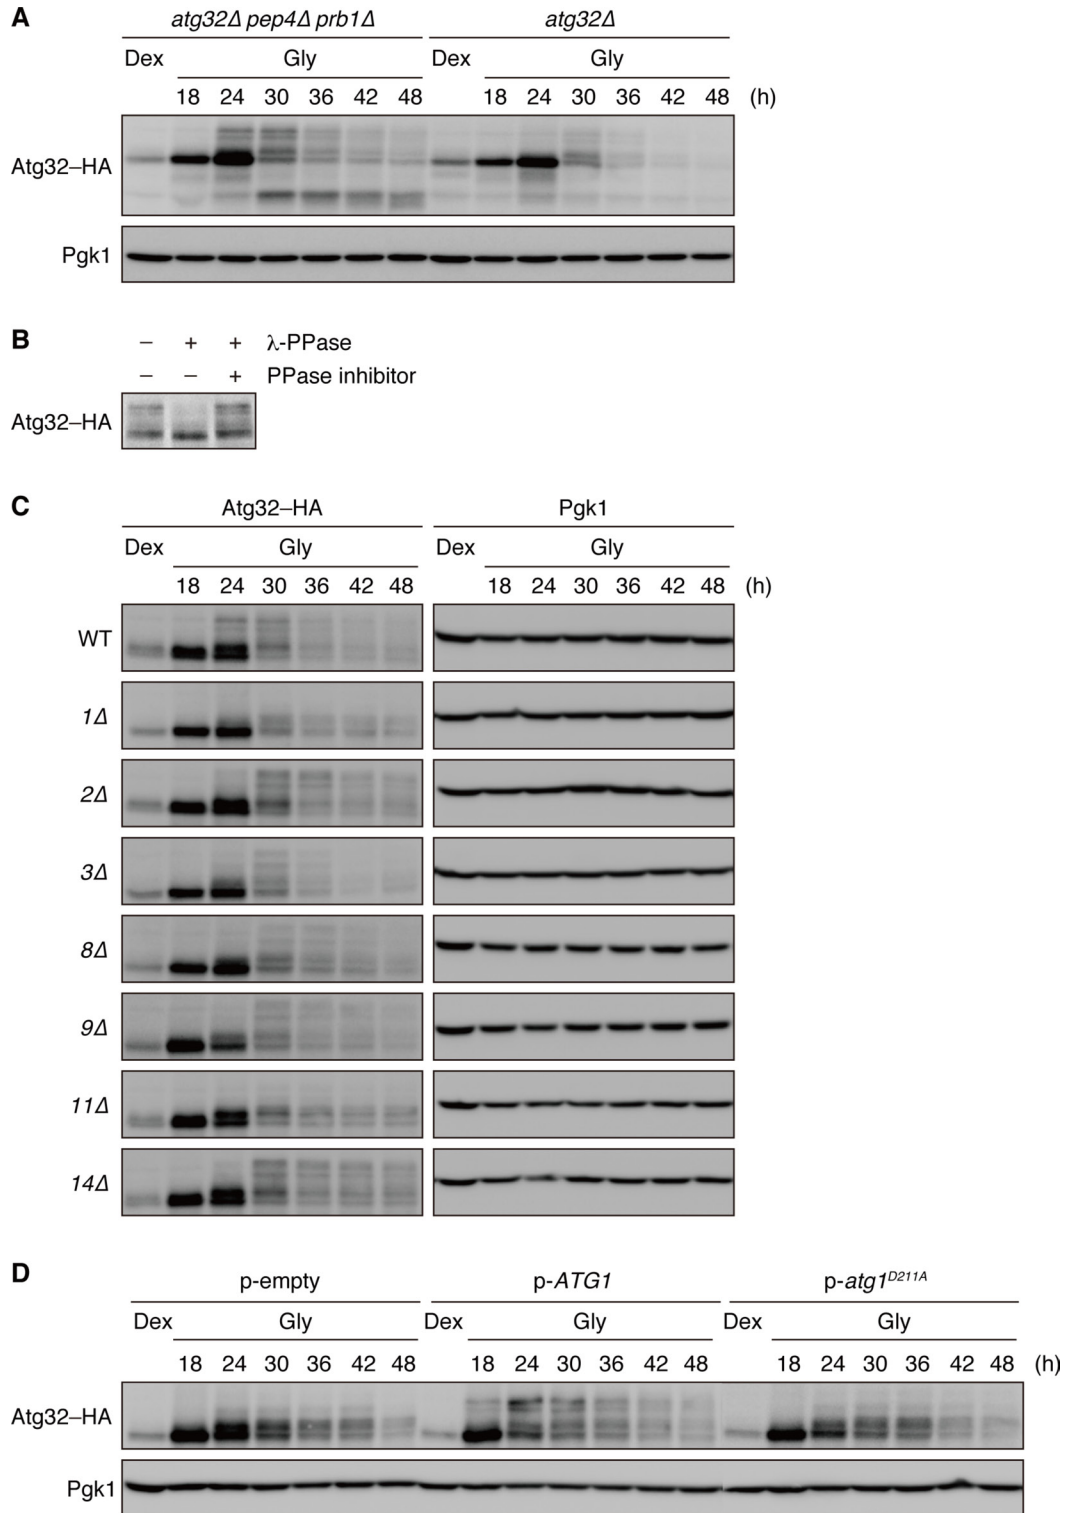 A
atg32Δ pep4Δ prb1Δ atg32Δ
Dex Gly Dex Gly
18 24 30 36 42 48 18 24 30 36 42 48 (h)
Atg32–HA
Pgk1
B
– + + λ-PPase
– – + PPase inhibitor
Atg32–HA
C
Atg32–HA Pgk1
Dex Gly Dex Gly
18 24 30 36 42 48 18 24 30 36 42 48 (h)
WT
1Δ
2Δ
3Δ
8Δ
9Δ
11Δ
14Δ
D
p-empty p-ATG1 p-atg1D211A
Dex Gly Dex Gly Dex Gly
18 24 30 36 42 48 18 24 30 36 42 48 18 24 30 36 42 48 (h)
Atg32–HA
Pgk1